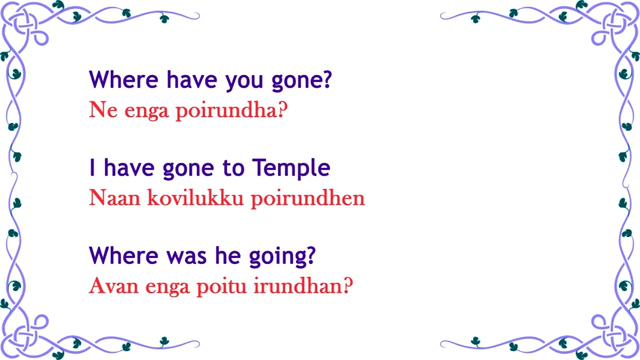 Where have you gone?
Ne enga poirundha?
I have gone to Temple
Naan kovilukku poirundhen
Where was he going?
Avan enga poitu irundhan?